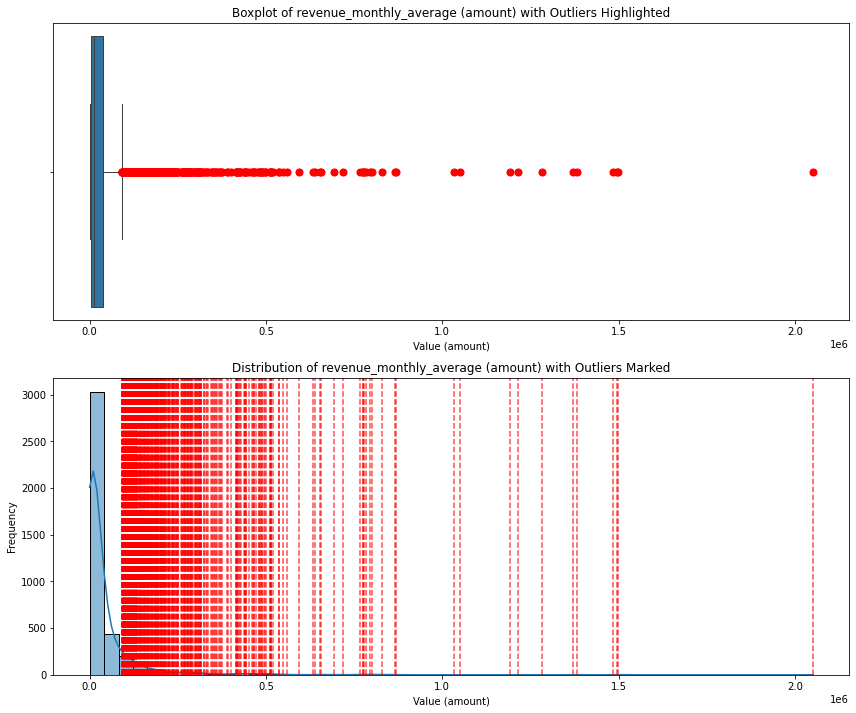 Boxplot of revenue_monthly_average (amount) with Outliers Highlighted
0.0 0.5 1.0 1.5 2.0
1e6
Value (amount)
Distribution of revenue_monthly_average (amount) with Outliers Marked
3000
2500
2000
1500
1000
500
0
Frequency
0.0 0.5 1.0 1.5 2.0
1e6
Value (amount)